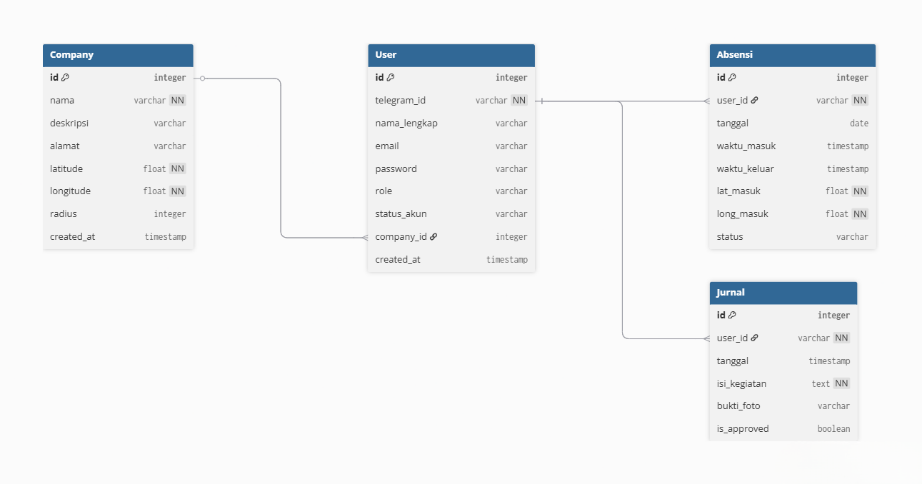 Company
id integer
nama varchar NN
deskripsi varchar
alamat varchar
latitude float NN
longitude float NN
radius integer
created_at timestamp
User
id integer
telegram_id varchar NN
nama_lengkap varchar
email varchar
password varchar
role varchar
status_akun varchar
company_id integer
created_at timestamp
Absensi
id integer
user_id varchar NN
tanggal date
waktu_masuk timestamp
waktu_keluar timestamp
lat_masuk float NN
long_masuk float NN
status varchar
Jurnal
id integer
user_id varchar NN
tanggal timestamp
isi_kegiatan text NN
bukti_foto varchar
is_approved boolean